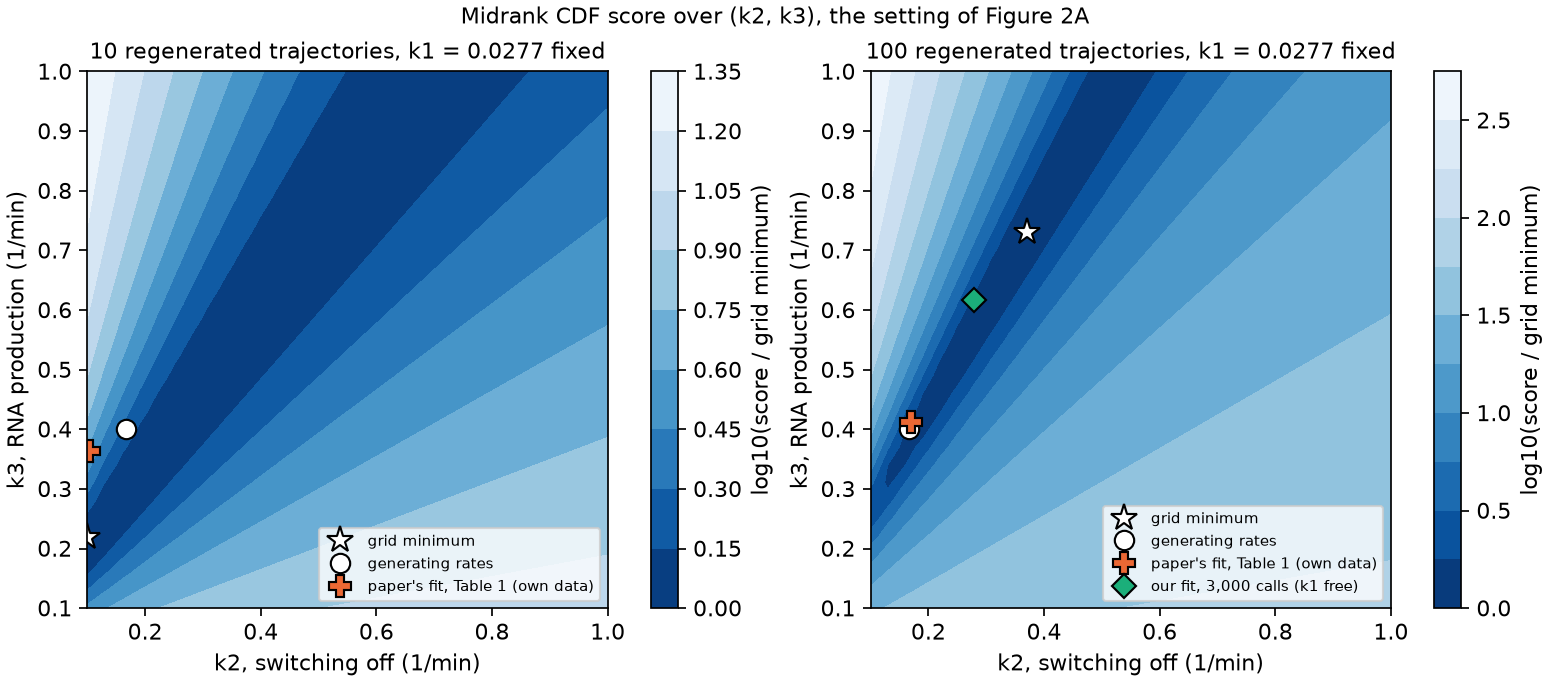 Midrank CDF score over (k2, k3), the setting of Figure 2A
10 regenerated trajectories, k1 = 0.0277 fixed
1.0
0.9
0.8
0.7
0.6
0.5
0.4
0.3
0.2
0.1
k3, RNA production (1/min)
0.2
0.4
0.6
0.8
1.0
k2, switching off (1/min)
grid minimum
generating rates
paper's fit, Table 1 (own data)
1.35
1.20
1.05
0.90
0.75
0.60
0.45
0.30
0.15
0.00
log10(score / grid minimum)
100 regenerated trajectories, k1 = 0.0277 fixed
1.0
0.9
0.8
0.7
0.6
0.5
0.4
0.3
0.2
0.1
k3, RNA production (1/min)
0.2
0.4
0.6
0.8
1.0
k2, switching off (1/min)
grid minimum
generating rates
paper's fit, Table 1 (own data)
our fit, 3,000 calls (k1 free)
2.5
2.0
1.5
1.0
0.5
0.0
log10(score / grid minimum)